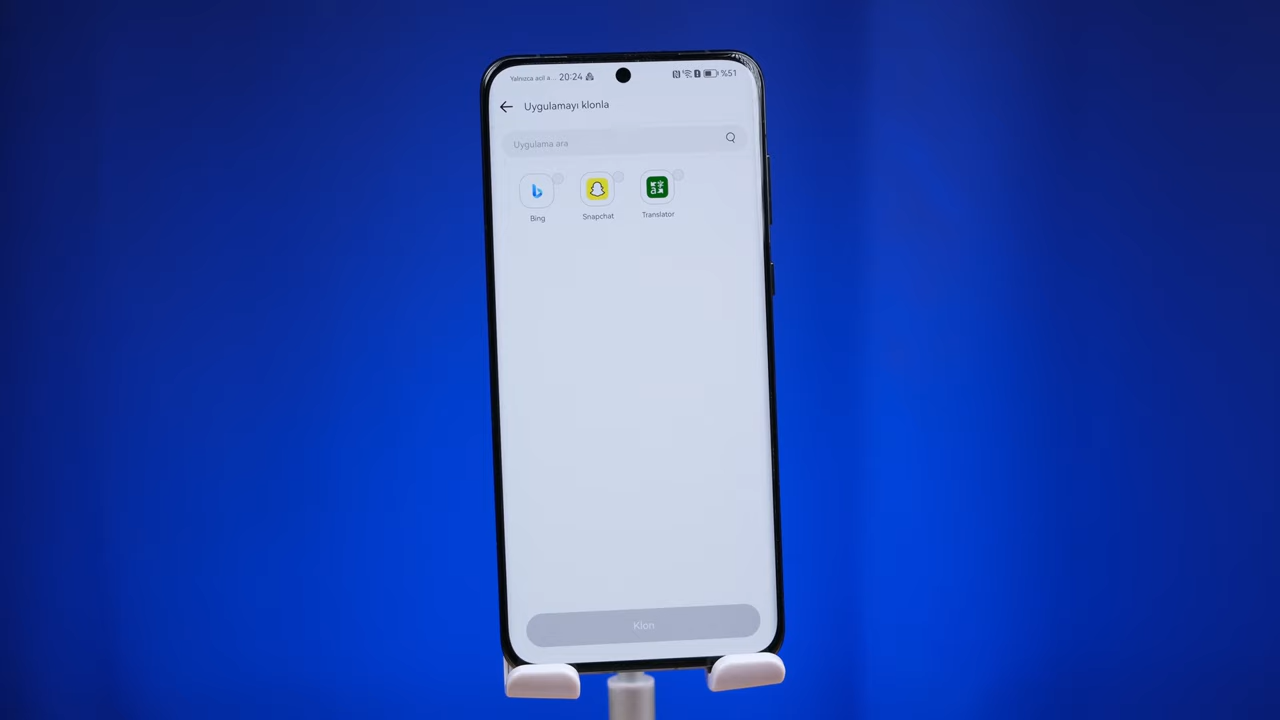 Yalnızca acil a... 20:24 %51
Uygulamayı klonla
Uygulama ara
Bing Snapchat Translator
Klon